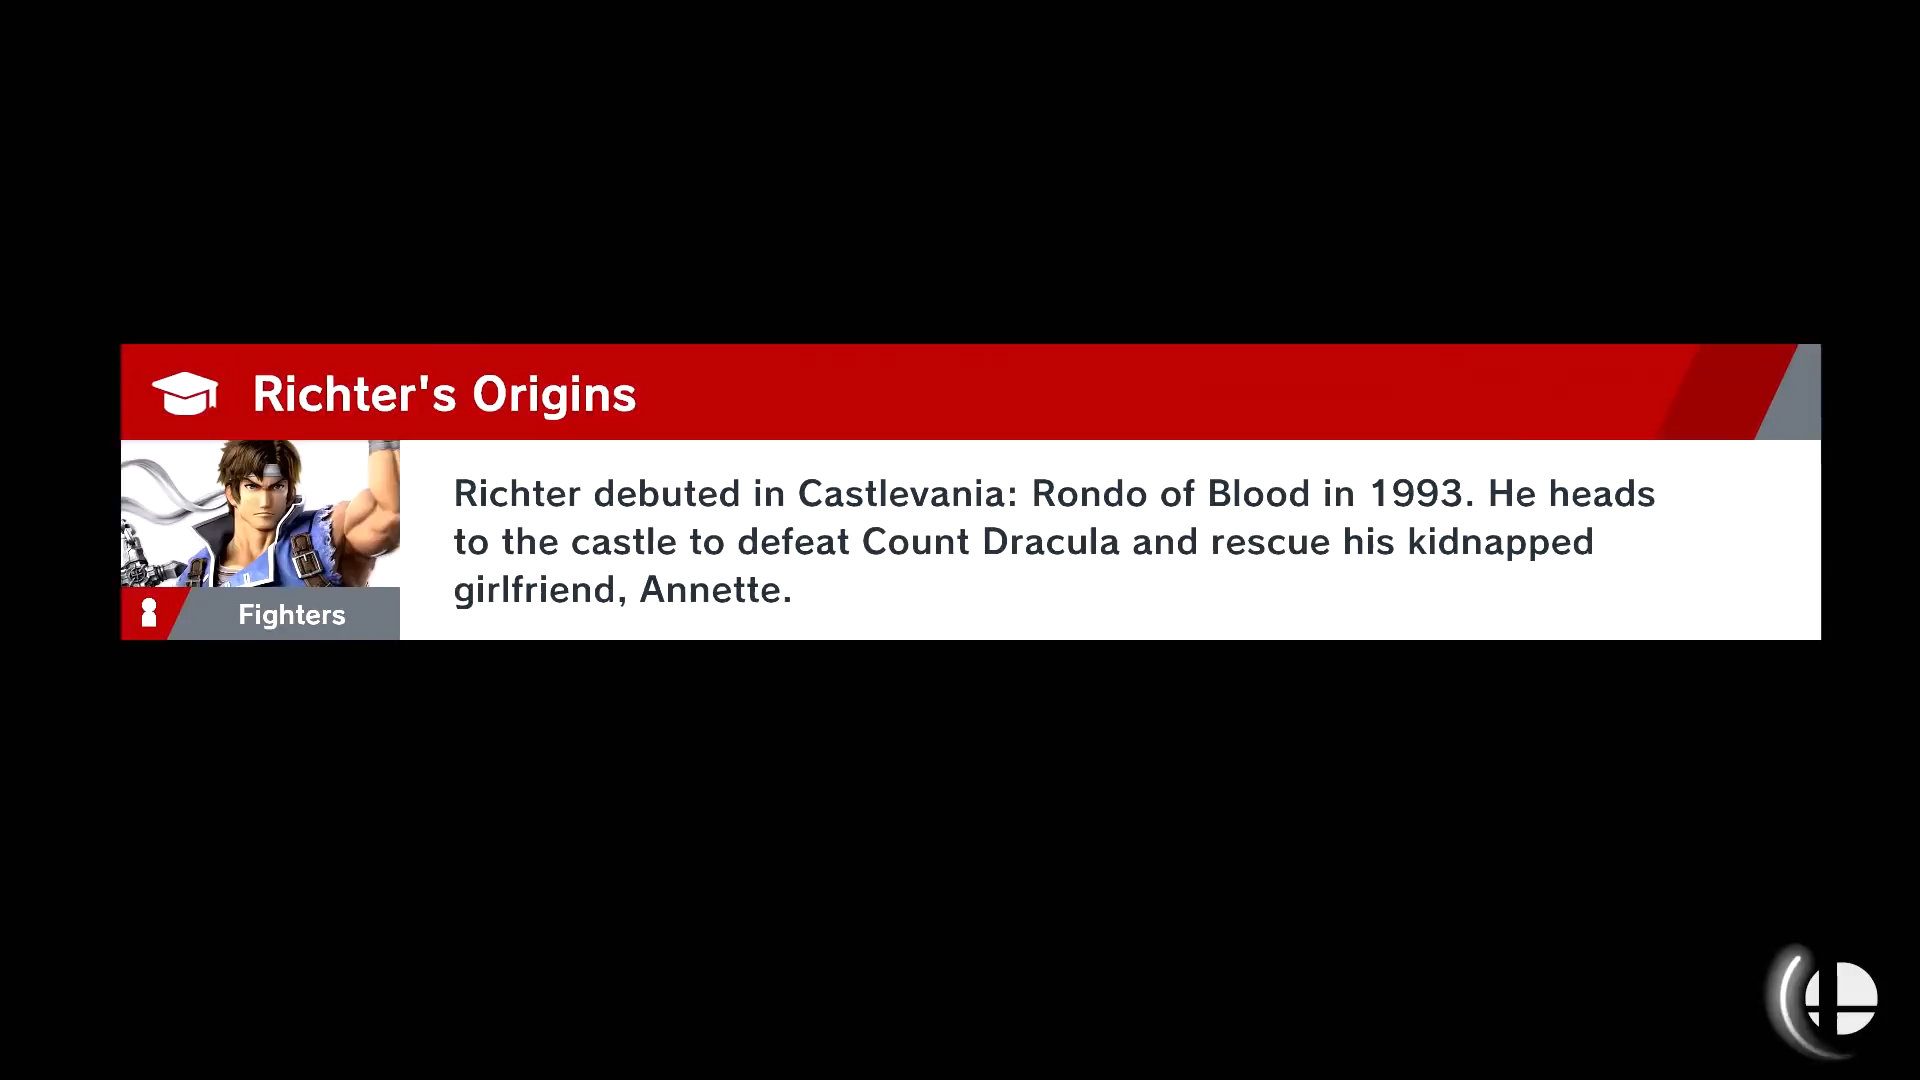 Richter's Origins
Richter debuted in Castlevania: Rondo of Blood in 1993. He heads
to the castle to defeat Count Dracula and rescue his kidnapped
girlfriend, Annette.
Fighters